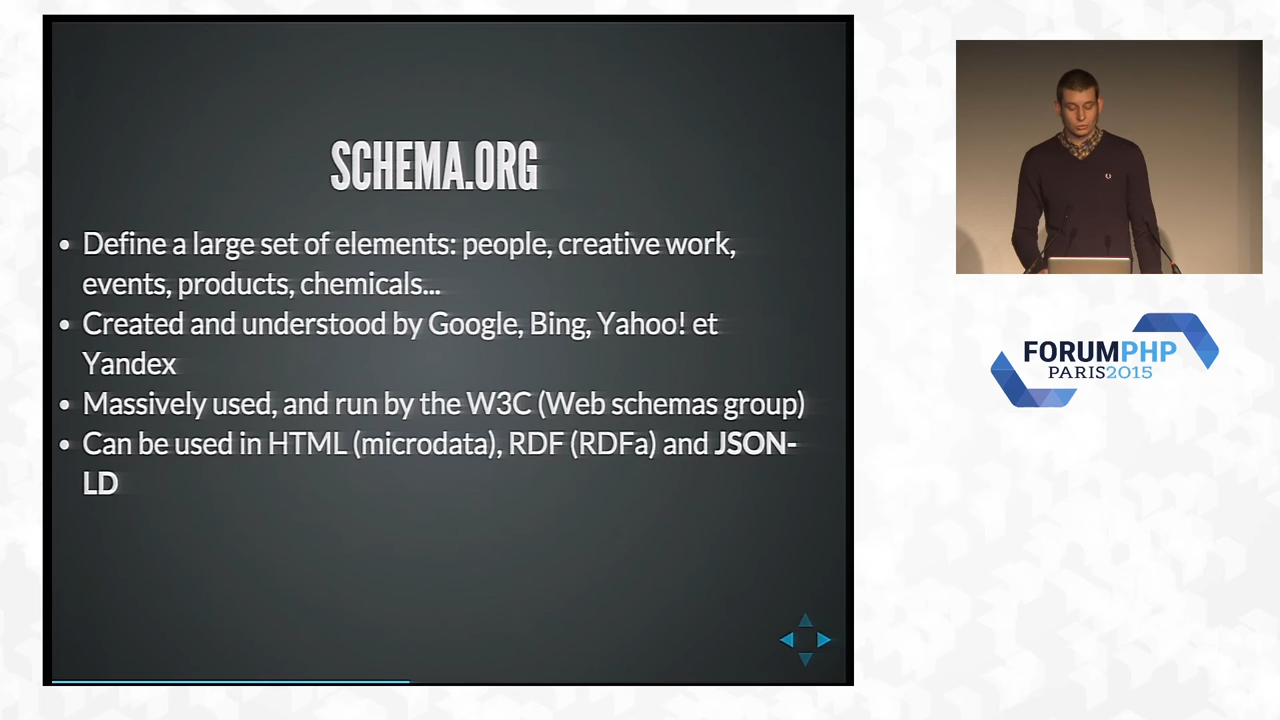 SCHEMA.ORG
• Define a large set of elements: people, creative work,
events, products, chemicals...
• Created and understood by Google, Bing, Yahoo! et
Yandex
• Massively used, and run by the W3C (Web schemas group)
• Can be used in HTML (microdata), RDF (RDFa) and JSON-
LD
FORUMPHP
PARIS2015